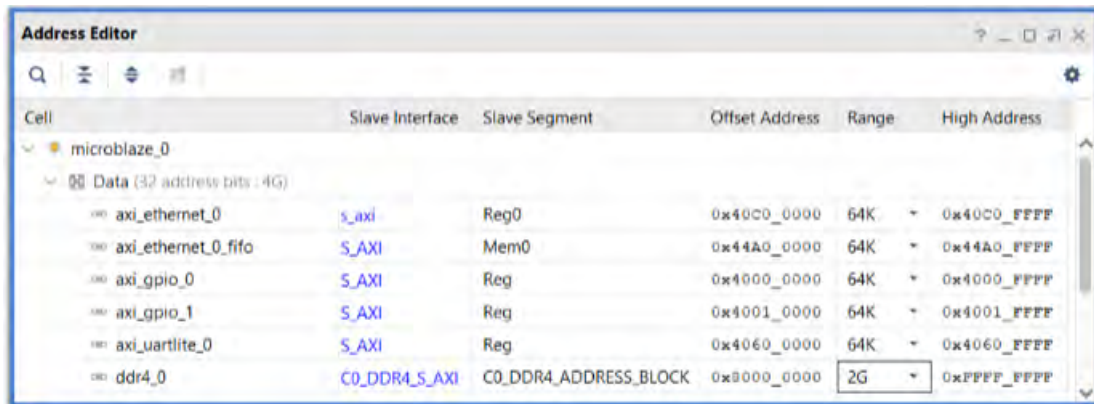 Address Editor
Cell Slave Interface Slave Segment Offset Address Range High Address
microblaze_0
Data (32 address bits : 4G)
axi_ethernet_0 s_axi Reg0 0x40C0_0000 64K 0x40C0_FFFF
axi_ethernet_0_fifo S_AXI Mem0 0x44A0_0000 64K 0x44A0_FFFF
axi_gpio_0 S_AXI Reg 0x4000_0000 64K 0x4000_FFFF
axi_gpio_1 S_AXI Reg 0x4001_0000 64K 0x4001_FFFF
axi_uartlite_0 S_AXI Reg 0x4060_0000 64K 0x4060_FFFF
ddr4_0 C0_DDR4_S_AXI C0_DDR4_ADDRESS_BLOCK 0x8000_0000 2G 0xFFFF_FFFF